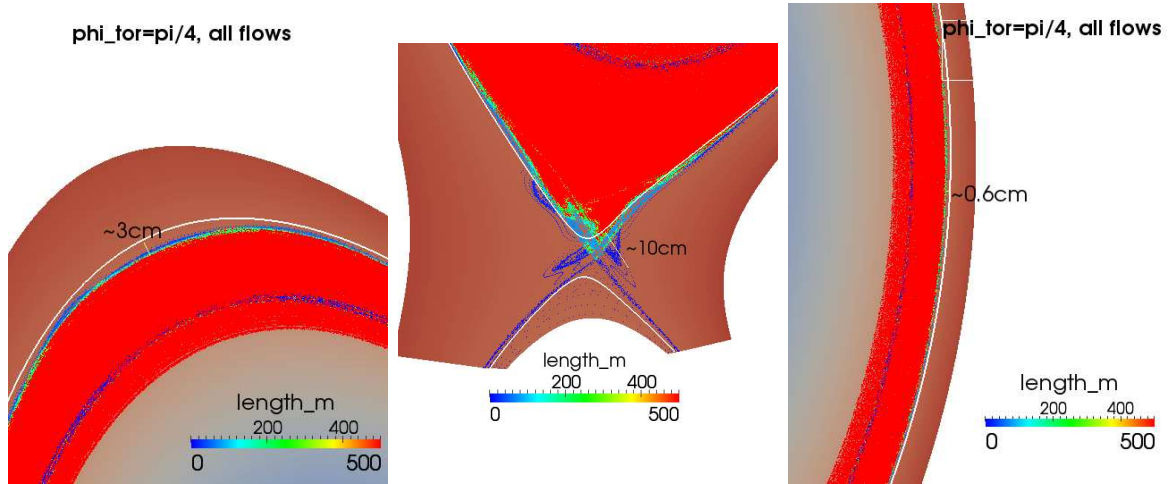 phi_tor=pi/4, all flows
~3cm
length_m
200 400
0 500
~10cm
length_m
200 400
0 500
phi_tor=pi/4, all flows
~0.6cm
length_m
200 400
0 500